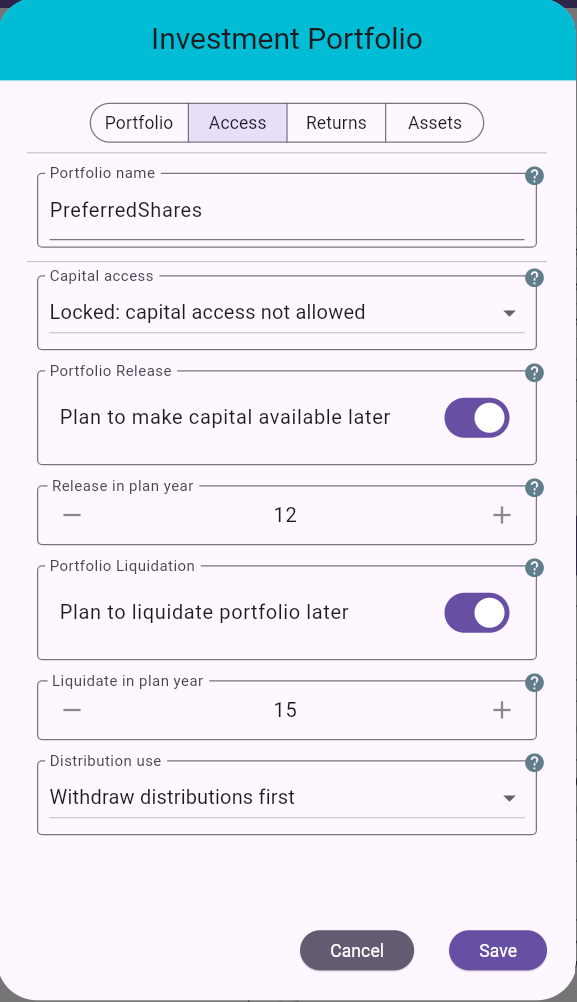 Investment Portfolio
Portfolio Access Returns Assets
Portfolio name
?
PreferredShares
Capital access
?
Locked: capital access not allowed
Portfolio Release
?
Plan to make capital available later
Release in plan year
?
12
Portfolio Liquidation
?
Plan to liquidate portfolio later
Liquidate in plan year
?
15
Distribution use
?
Withdraw distributions first
Cancel Save